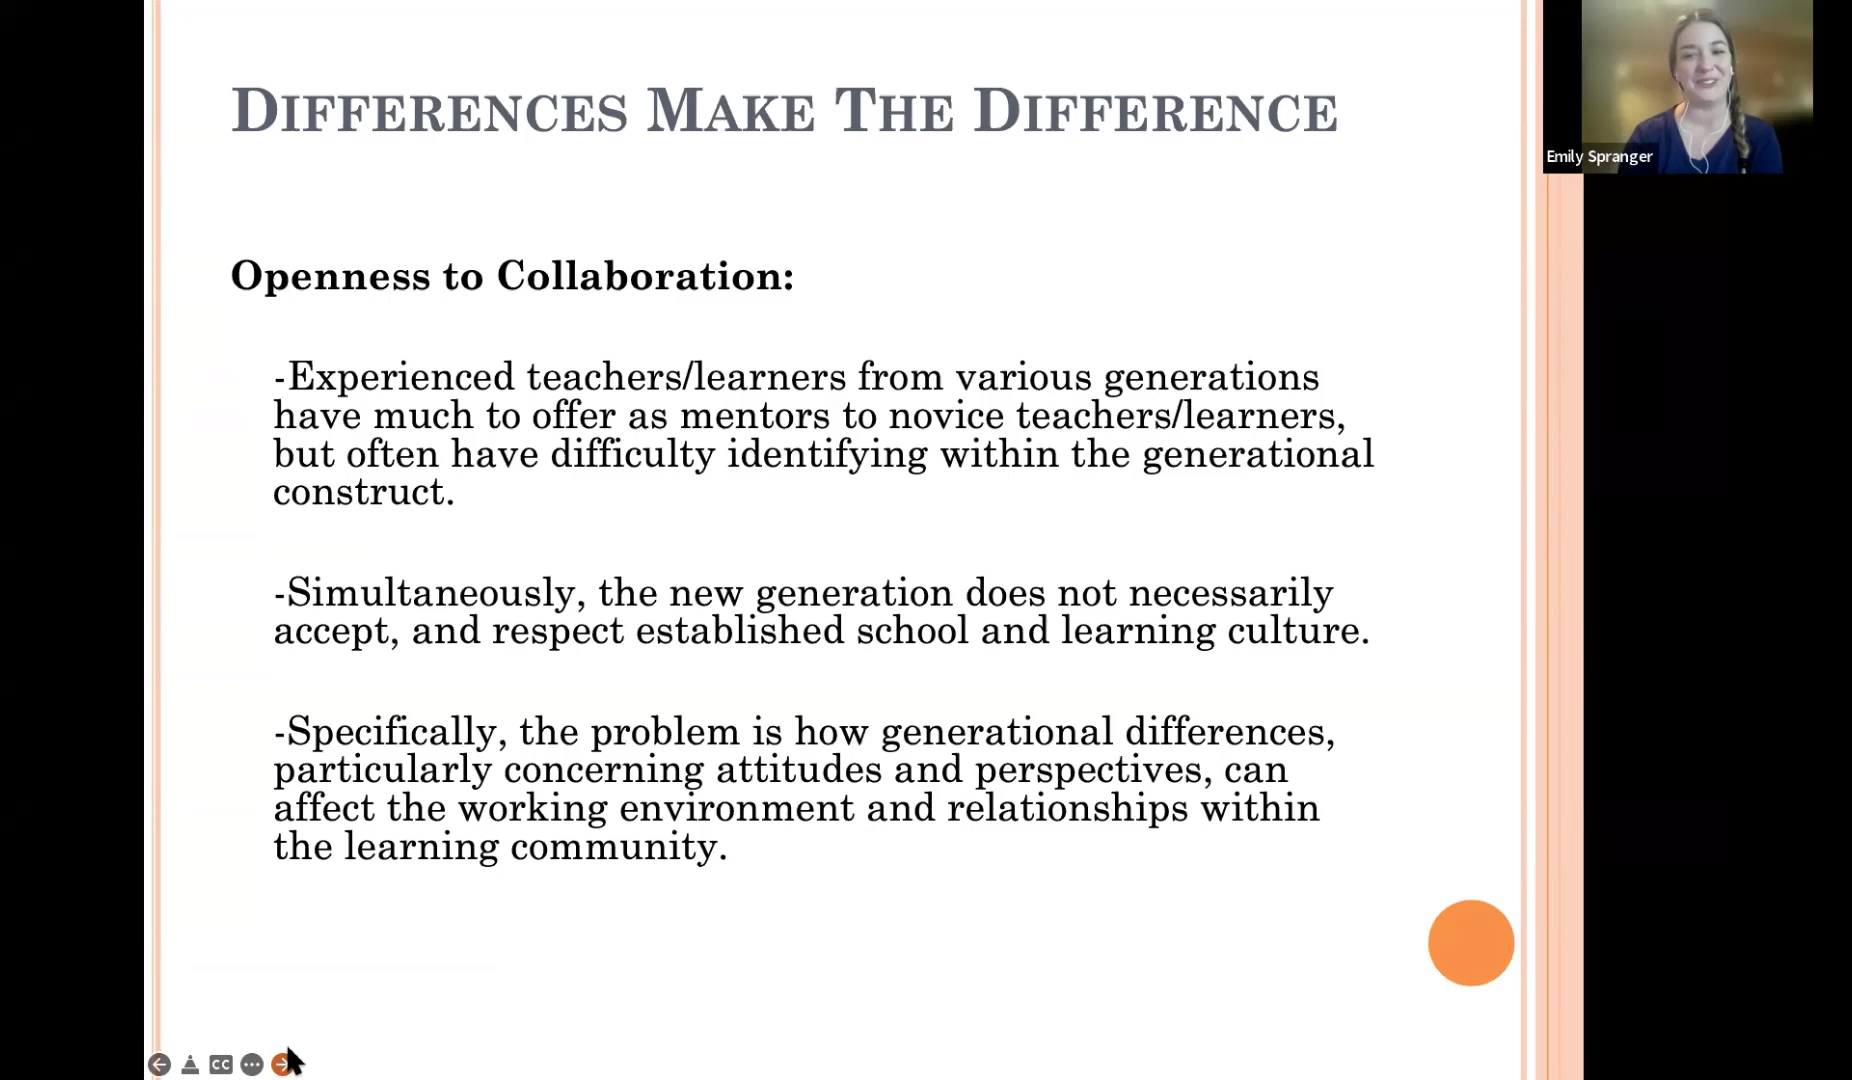 DIFFERENCES MAKE THE DIFFERENCE
Emily Spranger
Openness to Collaboration:
-Experienced teachers/learners from various generations
have much to offer as mentors to novice teachers/learners,
but often have difficulty identifying within the generational
construct.
-Simultaneously, the new generation does not necessarily
accept, and respect established school and learning culture.
-Specifically, the problem is how generational differences,
particularly concerning attitudes and perspectives, can
affect the working environment and relationships within
the learning community.
CC